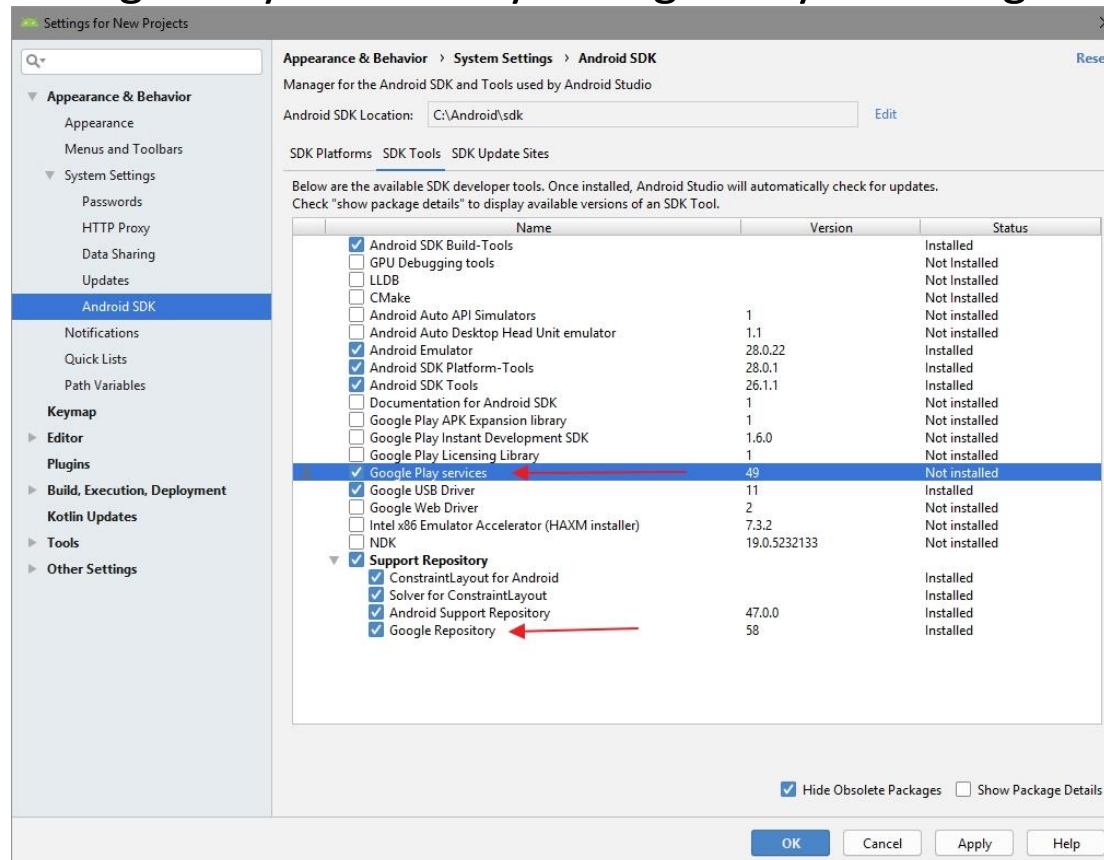 Settings for New Projects
Appearance & Behavior
Appearance
Menus and Toolbars
System Settings
Passwords
HTTP Proxy
Data Sharing
Updates
Android SDK
Notifications
Quick Lists
Path Variables
Keymap
Editor
Plugins
Build, Execution, Deployment
Kotlin Updates
Tools
Other Settings
Appearance & Behavior › System Settings › Android SDK
Rese
Manager for the Android SDK and Tools used by Android Studio
Android SDK Location: C:\Android\sdk Edit
SDK Platforms SDK Tools SDK Update Sites
Below are the available SDK developer tools. Once installed, Android Studio will automatically check for updates.
Check "show package details" to display available versions of an SDK Tool.
Name Version Status
Android SDK Build-Tools Installed
GPU Debugging tools Not Installed
LLDB Not Installed
CMake Not Installed
Android Auto API Simulators 1 Not installed
Android Auto Desktop Head Unit emulator 1.1 Not installed
Android Emulator 28.0.22 Installed
Android SDK Platform-Tools 28.0.1 Installed
Android SDK Tools 26.1.1 Installed
Documentation for Android SDK 1 Not installed
Google Play APK Expansion library 1 Not installed
Google Play Instant Development SDK 1.6.0 Not installed
Google Play Licensing Library 1 Not installed
Google Play services 49 Not installed
Google USB Driver 11 Installed
Google Web Driver 2 Not installed
Intel x86 Emulator Accelerator (HAXM installer) 7.3.2 Not installed
NDK 19.0.5232133 Not installed
Support Repository
ConstraintLayout for Android Installed
Solver for ConstraintLayout Installed
Android Support Repository 47.0.0 Installed
Google Repository 58 Installed
Hide Obsolete Packages Show Package Details
OK Cancel Apply Help